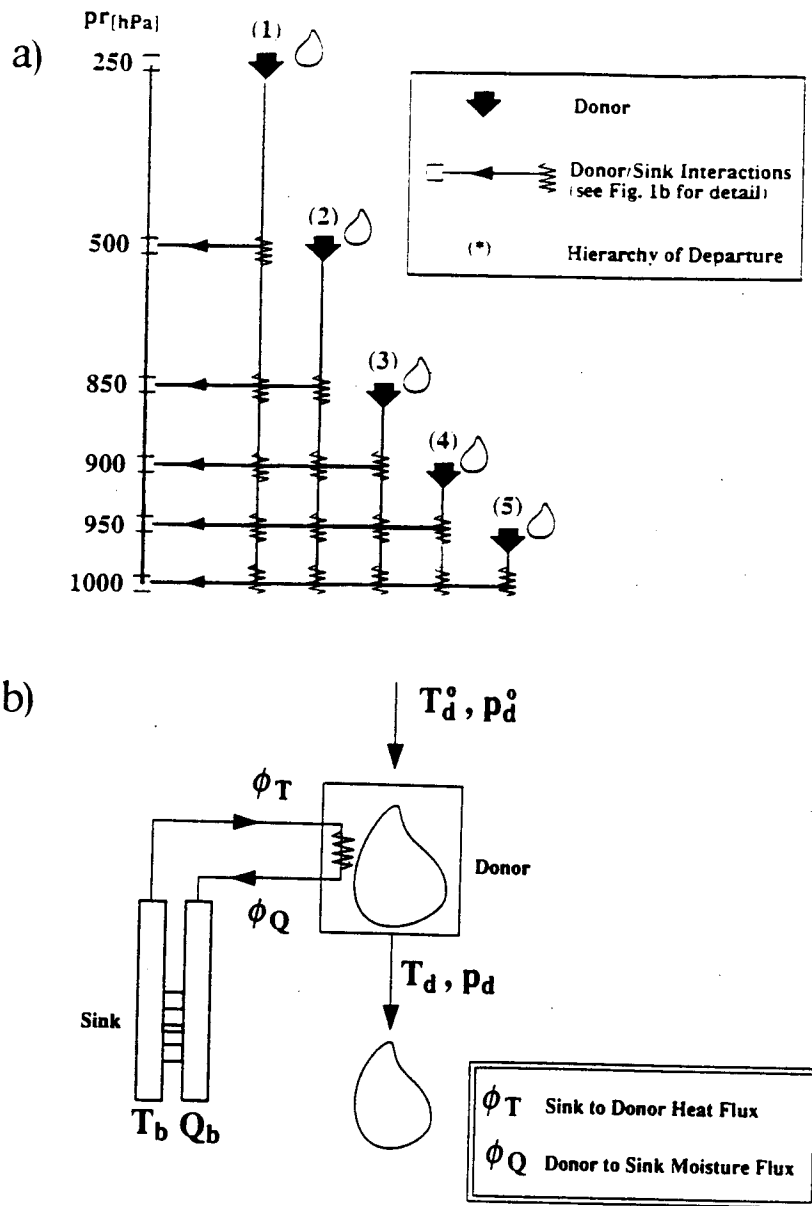 a)
pr[hPa]
250
500
850
900
950
1000
(1)
(2)
(3)
(4)
(5)
Donor
Donor/Sink Interactions
(see Fig. 1b for detail)
(*) Hierarchy of Departure
b)
T°d , p°d
ϕT
ϕQ
Donor
Td , pd
Sink
Tb Qb
ϕT Sink to Donor Heat Flux
ϕQ Donor to Sink Moisture Flux